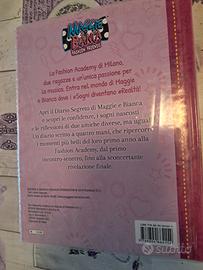 MAGGIE
BIANCA
FASHION FRIENDS
La Fashion Academy di Milano,
due ragazze e un'unica passione per
la musica. Entra nel mondo di Maggie
e Bianca dove i «Sogni diventano «Realtà!
Apri il Diario Segreto di Maggie e Bianca
e scopri le confidenze, i sogni nascosti
e le riflessioni di due amiche diverse, ma uguali.
Un diario scritto a quattro mani, che ripercorre
i momenti più belli del loro primo anno alla
Fashion Academy, dal primo
incontro-scontro, fino alla sconcertante
rivelazione finale.
subito.it